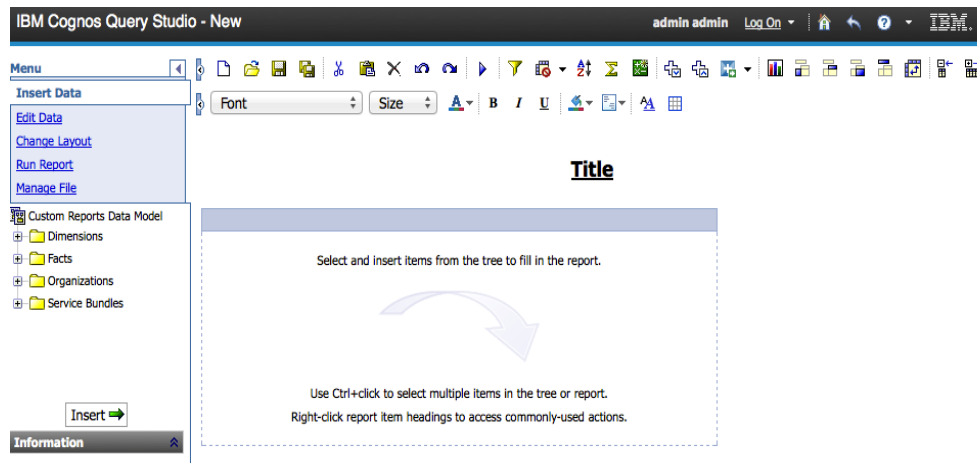 IBM Cognos Query Studio - New
admin admin Log On IBM.
Menu
Insert Data
Edit Data
Change Layout
Run Report
Manage File
Font Size A B I U A
Title
Custom Reports Data Model
Dimensions
Facts
Organizations
Service Bundles
Select and insert items from the tree to fill in the report.
Use Ctrl+click to select multiple items in the tree or report.
Right-click report item headings to access commonly-used actions.
Insert
Information